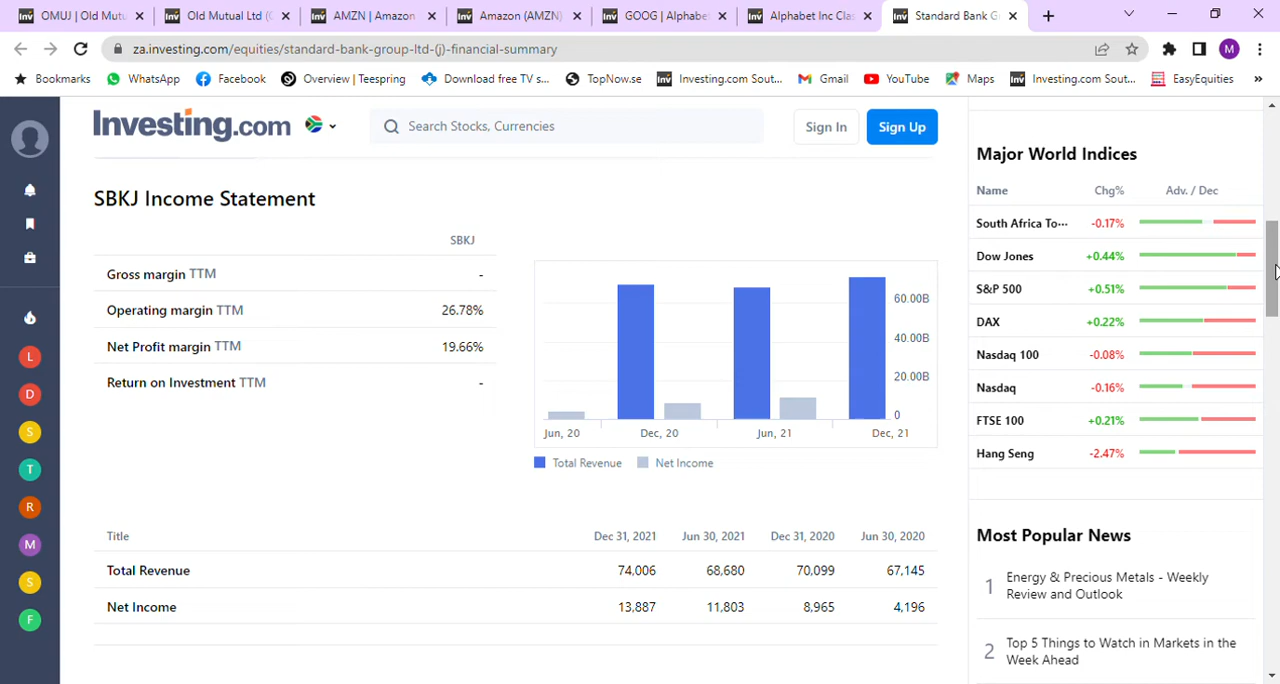 OMUJ | Old Mutu
Old Mutual Ltd (
AMZN | Amazon
Amazon (AMZN)
GOOG | Alphabe
Alphabet Inc Clas
Standard Bank G
za.investing.com/equities/standard-bank-group-ltd-(j)-financial-summary
M
Bookmarks
WhatsApp
Facebook
Overview | Teespring
Download free TV s...
TopNow.se
Investing.com Sout...
Gmail
YouTube
Maps
Investing.com Sout...
EasyEquities
»
Investing.com
Search Stocks, Currencies
Sign In
Sign Up
L
D
S
T
R
M
S
F
SBKJ Income Statement
SBKJ
Gross margin TTM -
Operating margin TTM 26.78%
Net Profit margin TTM 19.66%
Return on Investment TTM -
60.00B
40.00B
20.00B
0
Jun, 20 Dec, 20 Jun, 21 Dec, 21
Total Revenue Net Income
Title Dec 31, 2021 Jun 30, 2021 Dec 31, 2020 Jun 30, 2020
Total Revenue 74,006 68,680 70,099 67,145
Net Income 13,887 11,803 8,965 4,196
Major World Indices
Name Chg% Adv. / Dec
South Africa To··· -0.17%
Dow Jones +0.44%
S&P 500 +0.51%
DAX +0.22%
Nasdaq 100 -0.08%
Nasdaq -0.16%
FTSE 100 +0.21%
Hang Seng -2.47%
Most Popular News
1 Energy & Precious Metals - Weekly
Review and Outlook
2 Top 5 Things to Watch in Markets in the
Week Ahead